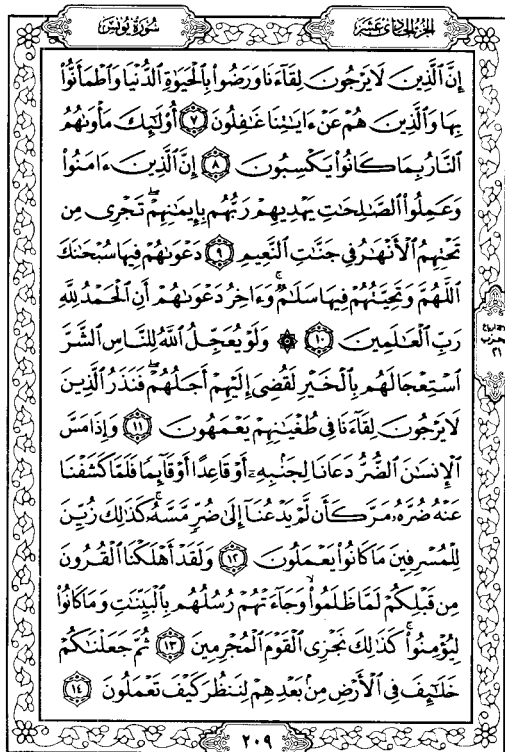 سُورَةُ يُونُسَ
الجُزْءُ الحَادِي عَشَرَ
إِنَّ ٱلَّذِينَ لَا يَرْجُونَ لِقَآءَنَا وَرَضُوا۟ بِٱلْحَيَوٰةِ ٱلدُّنْيَا وَٱطْمَأَنُّوا۟
بِهَا وَٱلَّذِينَ هُمْ عَنْ ءَايَٰتِنَا غَٰفِلُونَ ٧ أُو۟لَٰٓئِكَ مَأْوَىٰهُمُ
ٱلنَّارُ بِمَا كَانُوا۟ يَكْسِبُونَ ٨ إِنَّ ٱلَّذِينَ ءَامَنُوا۟
وَعَمِلُوا۟ ٱلصَّٰلِحَٰتِ يَهْدِيهِمْ رَبُّهُم بِإِيمَٰنِهِمْ ۖ تَجْرِى مِن
تَحْتِهِمُ ٱلْأَنْهَٰرُ فِى جَنَّٰتِ ٱلنَّعِيمِ ٩ دَعْوَىٰهُمْ فِيهَا سُبْحَٰنَكَ
ٱللَّهُمَّ وَتَحِيَّتُهُمْ فِيهَا سَلَٰمٌ ۚ وَءَاخِرُ دَعْوَىٰهُمْ أَنِ ٱلْحَمْدُ لِلَّهِ
رَبِّ ٱلْعَٰلَمِينَ ١٠ ۞ وَلَوْ يُعَجِّلُ ٱللَّهُ لِلنَّاسِ ٱلشَّرَّ
ٱسْتِعْجَالَهُم بِٱلْخَيْرِ لَقُضِىَ إِلَيْهِمْ أَجَلُهُمْ ۖ فَنَذَرُ ٱلَّذِينَ
لَا يَرْجُونَ لِقَآءَنَا فِى طُغْيَٰنِهِمْ يَعْمَهُونَ ١١ وَإِذَا مَسَّ
ٱلْإِنسَٰنَ ٱلضُّرُّ دَعَانَا لِجَنۢبِهِۦٓ أَوْ قَاعِدًا أَوْ قَآئِمًا فَلَمَّا كَشَفْنَا
عَنْهُ ضُرَّهُۥ مَرَّ كَأَن لَّمْ يَدْعُنَآ إِلَىٰ ضُرٍّ مَّسَّهُۥ ۚ كَذَٰلِكَ زُيِّنَ
لِلْمُسْرِفِينَ مَا كَانُوا۟ يَعْمَلُونَ ١٢ وَلَقَدْ أَهْلَكْنَا ٱلْقُرُونَ
مِن قَبْلِكُمْ لَمَّا ظَلَمُوا۟ ۙ وَجَآءَتْهُمْ رُسُلُهُم بِٱلْبَيِّنَٰتِ وَمَا كَانُوا۟
لِيُؤْمِنُوا۟ ۚ كَذَٰلِكَ نَجْزِى ٱلْقَوْمَ ٱلْمُجْرِمِينَ ١٣ ثُمَّ جَعَلْنَٰكُمْ
خَلَٰٓئِفَ فِى ٱلْأَرْضِ مِنۢ بَعْدِهِمْ لِنَنظُرَ كَيْفَ تَعْمَلُونَ ١٤
٢١
٢٠٩